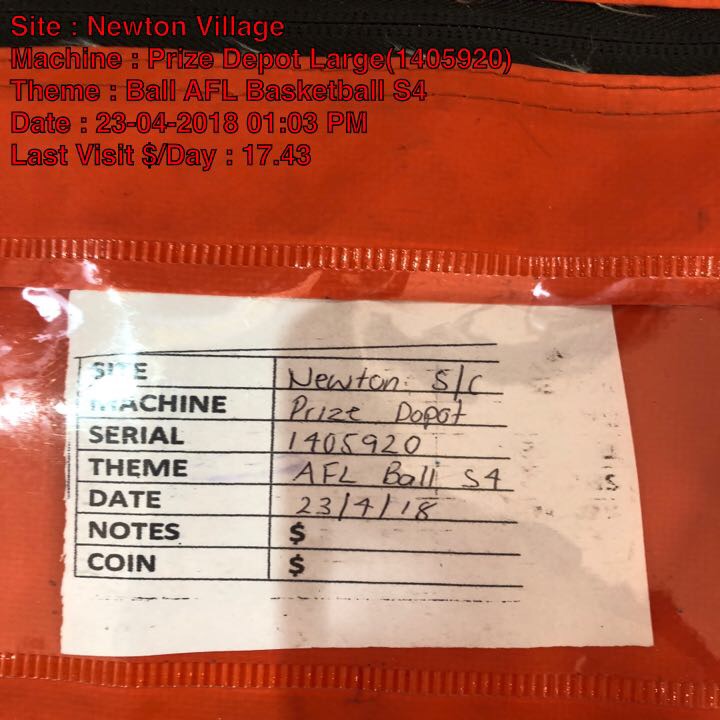 Site : Newton Village
Machine : Prize Depot Large(1405920)
Theme : Ball AFL Basketball S4
Date : 23-04-2018 01:03 PM
Last Visit $/Day : 17.43
SITE Newton S/C
MACHINE Prize Dopot
SERIAL 1405920
THEME AFL Ball S4
DATE 23/4/18
NOTES $
COIN $